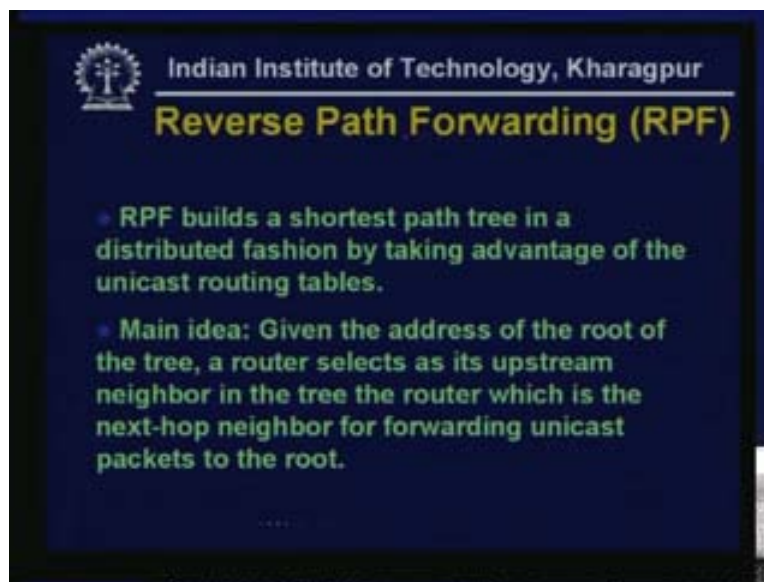 Indian Institute of Technology, Kharagpur
Reverse Path Forwarding (RPF)
RPF builds a shortest path tree in a
distributed fashion by taking advantage of the
unicast routing tables.
Main idea: Given the address of the root of
the tree, a router selects as its upstream
neighbor in the tree the router which is the
next-hop neighbor for forwarding unicast
packets to the root.